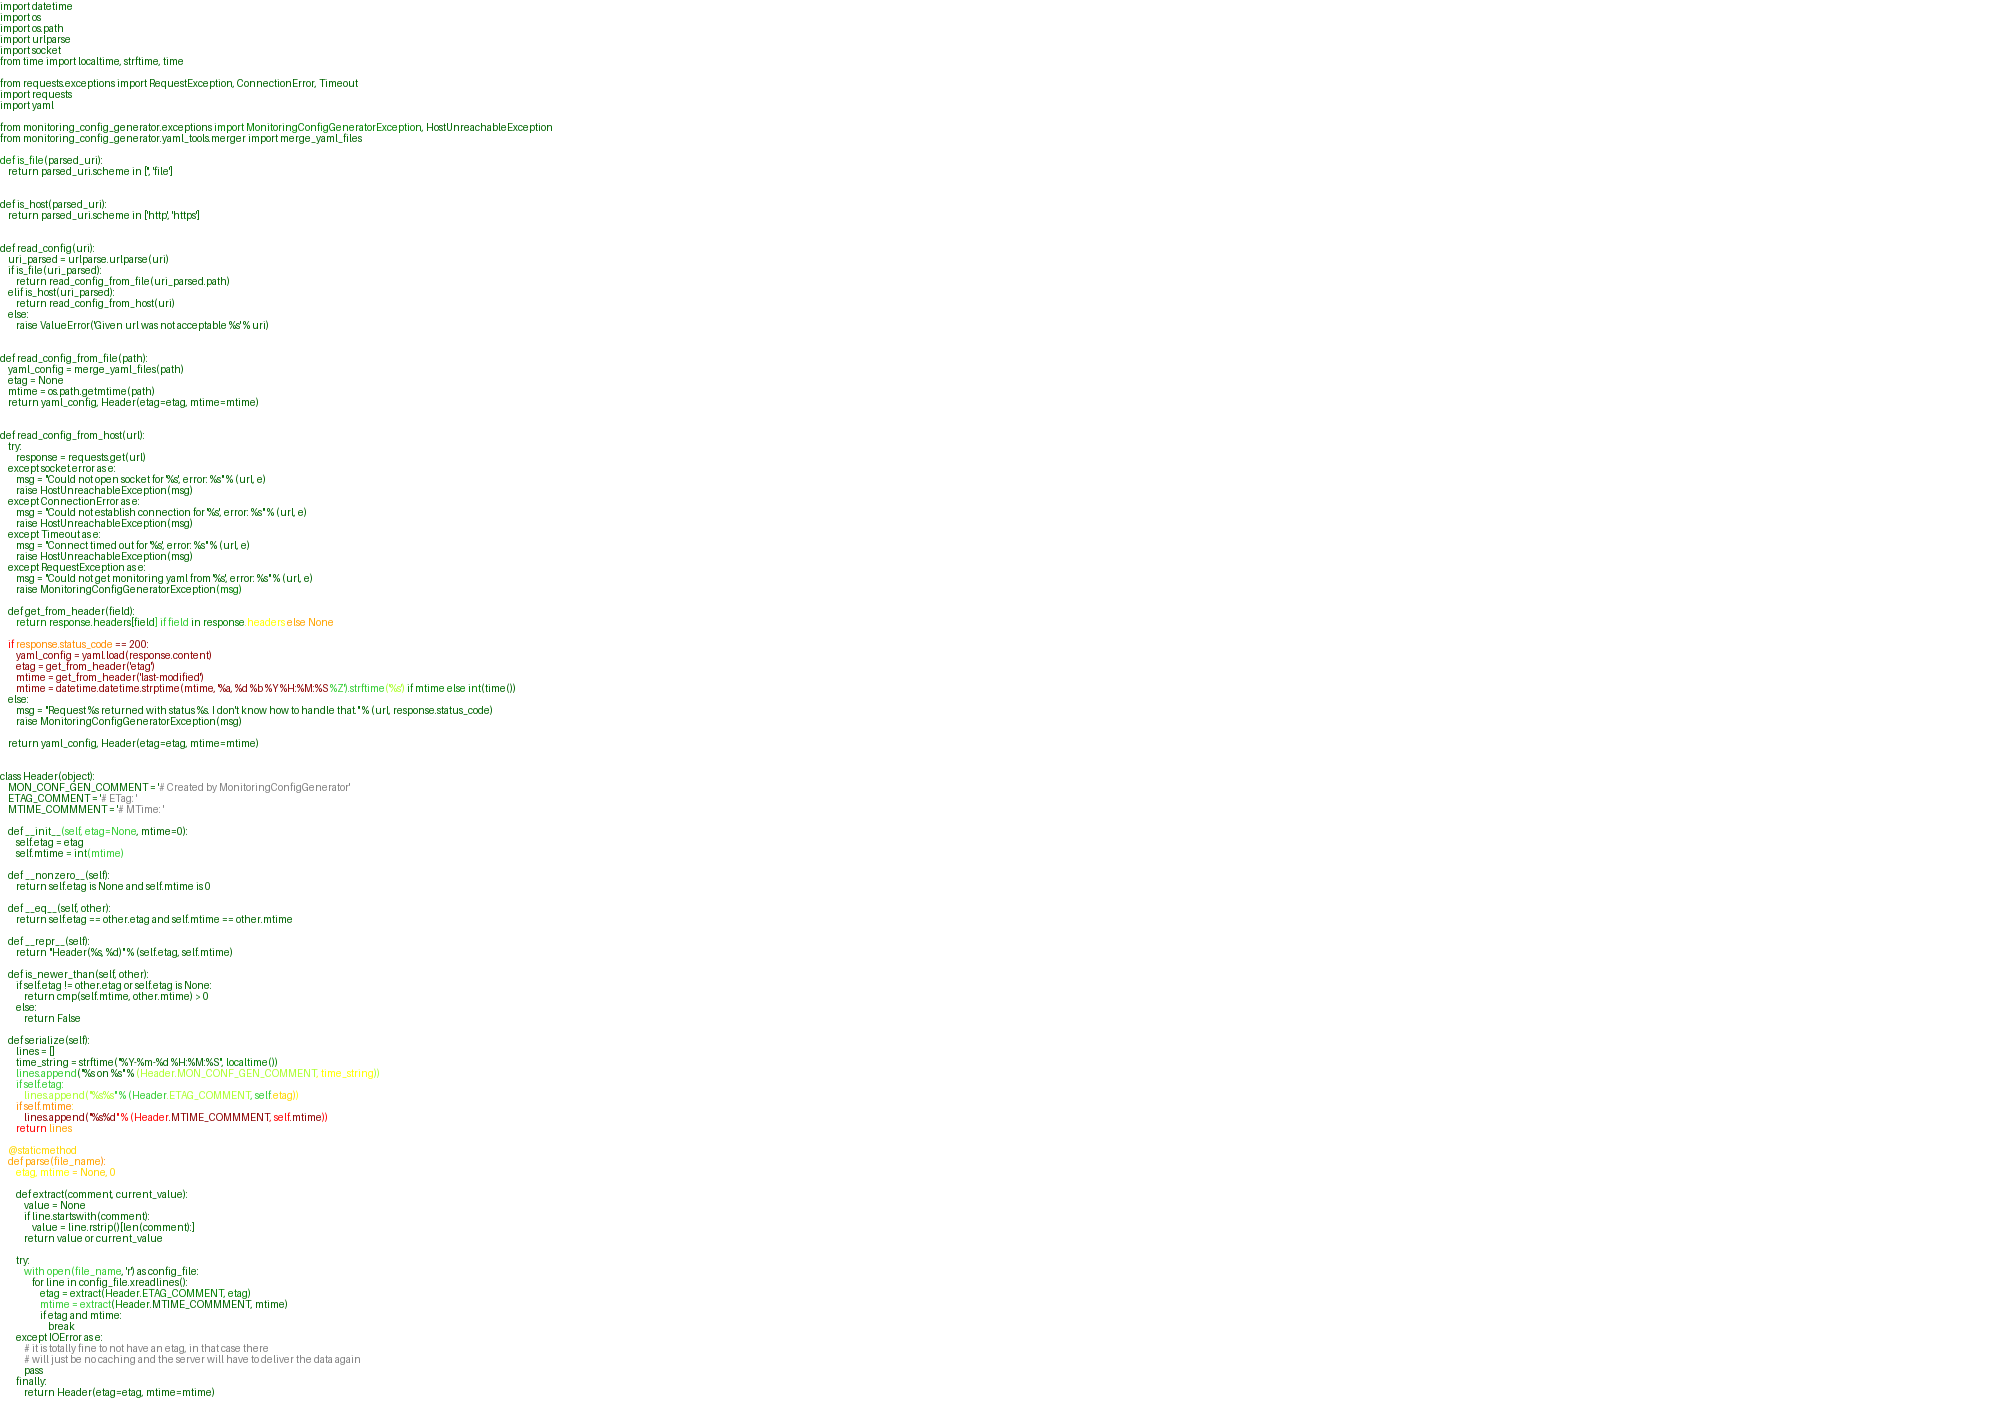 import datetime
import os
import os.path
import urlparse
import socket
from time import localtime, strftime, time

from requests.exceptions import RequestException, ConnectionError, Timeout
import requests
import yaml

from monitoring_config_generator.exceptions import MonitoringConfigGeneratorException, HostUnreachableException
from monitoring_config_generator.yaml_tools.merger import merge_yaml_files

def is_file(parsed_uri):
    return parsed_uri.scheme in ['', 'file']


def is_host(parsed_uri):
    return parsed_uri.scheme in ['http', 'https']


def read_config(uri):
    uri_parsed = urlparse.urlparse(uri)
    if is_file(uri_parsed):
        return read_config_from_file(uri_parsed.path)
    elif is_host(uri_parsed):
        return read_config_from_host(uri)
    else:
        raise ValueError('Given url was not acceptable %s' % uri)


def read_config_from_file(path):
    yaml_config = merge_yaml_files(path)
    etag = None
    mtime = os.path.getmtime(path)
    return yaml_config, Header(etag=etag, mtime=mtime)


def read_config_from_host(url):
    try:
        response = requests.get(url)
    except socket.error as e:
        msg = "Could not open socket for '%s', error: %s" % (url, e)
        raise HostUnreachableException(msg)
    except ConnectionError as e:
        msg = "Could not establish connection for '%s', error: %s" % (url, e)
        raise HostUnreachableException(msg)
    except Timeout as e:
        msg = "Connect timed out for '%s', error: %s" % (url, e)
        raise HostUnreachableException(msg)
    except RequestException as e:
        msg = "Could not get monitoring yaml from '%s', error: %s" % (url, e)
        raise MonitoringConfigGeneratorException(msg)

    def get_from_header(field):
        return response.headers[field] if field in response.headers else None

    if response.status_code == 200:
        yaml_config = yaml.load(response.content)
        etag = get_from_header('etag')
        mtime = get_from_header('last-modified')
        mtime = datetime.datetime.strptime(mtime, '%a, %d %b %Y %H:%M:%S %Z').strftime('%s') if mtime else int(time())
    else:
        msg = "Request %s returned with status %s. I don't know how to handle that." % (url, response.status_code)
        raise MonitoringConfigGeneratorException(msg)

    return yaml_config, Header(etag=etag, mtime=mtime)


class Header(object):
    MON_CONF_GEN_COMMENT = '# Created by MonitoringConfigGenerator'
    ETAG_COMMENT = '# ETag: '
    MTIME_COMMMENT = '# MTime: '

    def __init__(self, etag=None, mtime=0):
        self.etag = etag
        self.mtime = int(mtime)

    def __nonzero__(self):
        return self.etag is None and self.mtime is 0

    def __eq__(self, other):
        return self.etag == other.etag and self.mtime == other.mtime

    def __repr__(self):
        return "Header(%s, %d)" % (self.etag, self.mtime)

    def is_newer_than(self, other):
        if self.etag != other.etag or self.etag is None:
            return cmp(self.mtime, other.mtime) > 0
        else:
            return False

    def serialize(self):
        lines = []
        time_string = strftime("%Y-%m-%d %H:%M:%S", localtime())
        lines.append("%s on %s" % (Header.MON_CONF_GEN_COMMENT, time_string))
        if self.etag:
            lines.append("%s%s" % (Header.ETAG_COMMENT, self.etag))
        if self.mtime:
            lines.append("%s%d" % (Header.MTIME_COMMMENT, self.mtime))
        return lines

    @staticmethod
    def parse(file_name):
        etag, mtime = None, 0

        def extract(comment, current_value):
            value = None
            if line.startswith(comment):
                value = line.rstrip()[len(comment):]
            return value or current_value

        try:
            with open(file_name, 'r') as config_file:
                for line in config_file.xreadlines():
                    etag = extract(Header.ETAG_COMMENT, etag)
                    mtime = extract(Header.MTIME_COMMMENT, mtime)
                    if etag and mtime:
                        break
        except IOError as e:
            # it is totally fine to not have an etag, in that case there
            # will just be no caching and the server will have to deliver the data again
            pass
        finally:
            return Header(etag=etag, mtime=mtime)